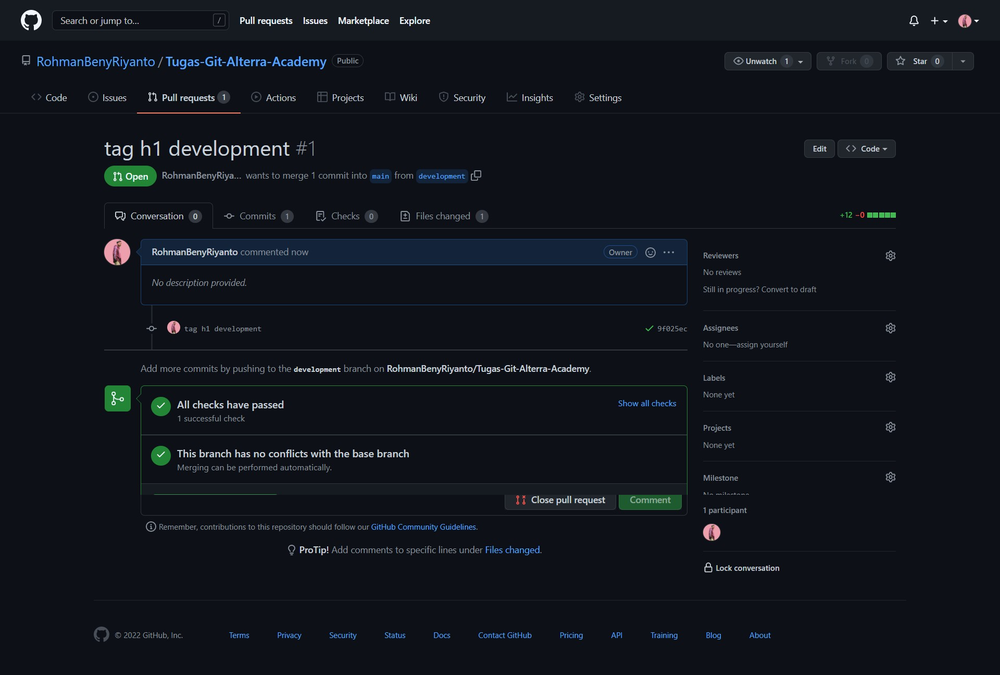 Search or jump to... /
Pull requests Issues Marketplace Explore
RohmanBenyRiyanto / Tugas-Git-Alterra-Academy Public
Unwatch 1 Fork 0 Star 0
Code Issues Pull requests 1 Actions Projects Wiki Security Insights Settings
tag h1 development #1
Edit Code
Open RohmanBenyRiya... wants to merge 1 commit into main from development
Conversation 0 Commits 1 Checks 0 Files changed 1
+12 −0
RohmanBenyRiyanto commented now Owner
No description provided.
tag h1 development 9f025ec
Add more commits by pushing to the development branch on RohmanBenyRiyanto/Tugas-Git-Alterra-Academy.
All checks have passed
1 successful check
Show all checks
This branch has no conflicts with the base branch
Merging can be performed automatically.
Close pull request Comment
Remember, contributions to this repository should follow our GitHub Community Guidelines.
ProTip! Add comments to specific lines under Files changed.
Reviewers
No reviews
Still in progress? Convert to draft
Assignees
No one—assign yourself
Labels
None yet
Projects
None yet
Milestone
No milestone
1 participant
Lock conversation
© 2022 GitHub, Inc. Terms Privacy Security Status Docs Contact GitHub Pricing API Training Blog About